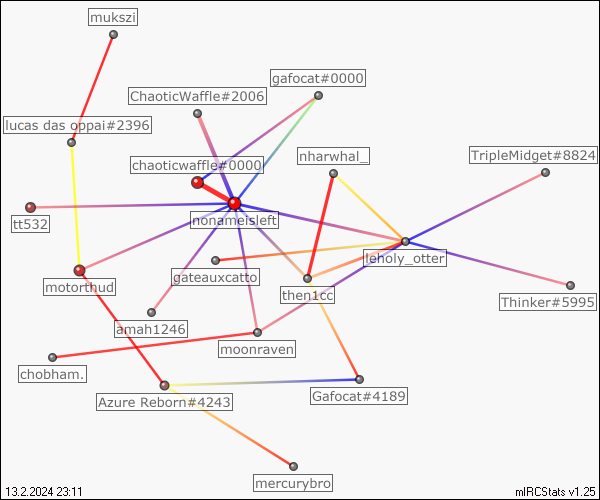 mukszi
gafocat#0000
ChaoticWaffle#2006
lucas das oppai#2396
nharwhal_
TripleMidget#8824
chaoticwaffle#0000
tt532
nonameisleft
leholy_otter
gateauxcatto
motorthud
then1cc
Thinker#5995
amah1246
moonraven
chobham.
Gafocat#4189
Azure Reborn#4243
mercurybro
13.2.2024 23:11
mIRCStats v1.25